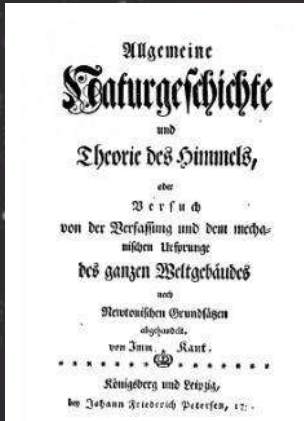 Allgemeine
Naturgeschichte
und
Theorie des Himmels,
oder
Versuch
von der Verfassung und dem mecha-
nischen Ursprunge
des ganzen Weltgebäudes
nach
Newtonischen Grundsätzen
abgehandelt,
von Imm. Kant.
Königsberg und Leipzig,
bey Johann Friederich Petersen,